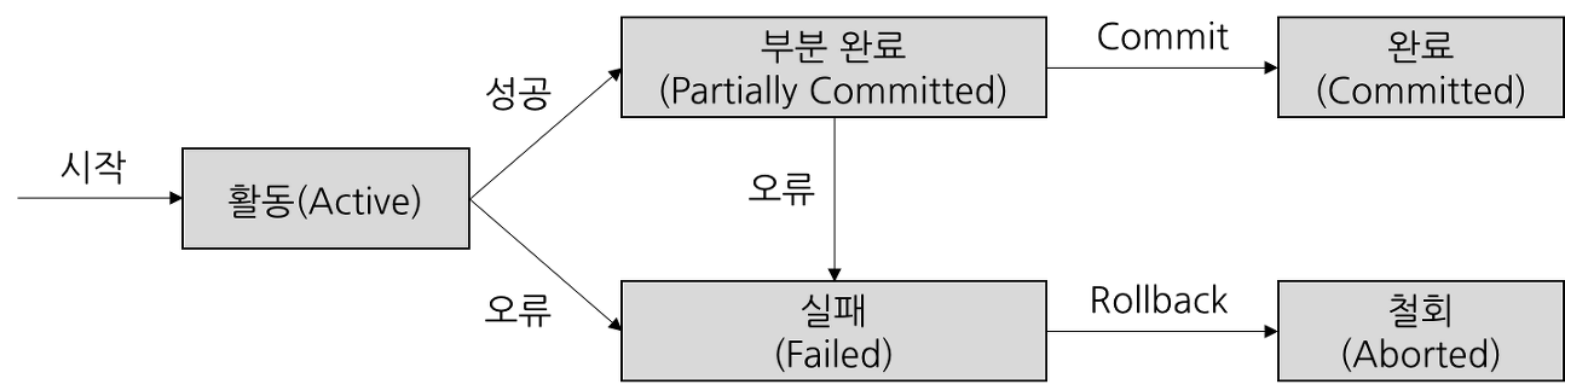 시작
활동(Active)
성공
오류
부분 완료
(Partially Committed)
오류
실패
(Failed)
Commit
완료
(Committed)
Rollback
철회
(Aborted)